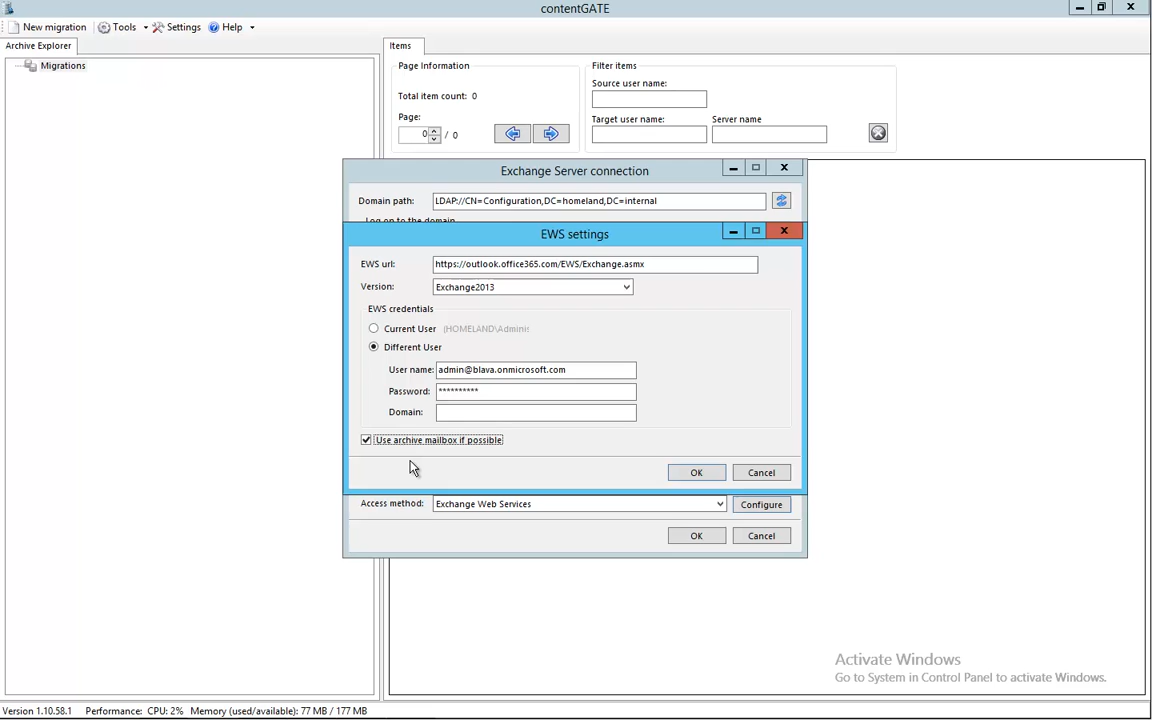 contentGATE
New migration Tools Settings Help
Archive Explorer
Migrations
Items
Page Information
Total item count: 0
Page:
0 / 0
Filter items
Source user name:
Target user name: Server name
Exchange Server connection
Domain path: LDAP://CN=Configuration,DC=homeland,DC=internal
Log on to the domain
EWS settings
EWS url: https://outlook.office365.com/EWS/Exchange.asmx
Version: Exchange2013
EWS credentials
Current User (HOMELAND\Adminis
Different User
User name: admin@blava.onmicrosoft.com
Password: **********
Domain:
Use archive mailbox if possible
OK Cancel
Access method: Exchange Web Services Configure
OK Cancel
Activate Windows
Go to System in Control Panel to activate Windows.
Version 1.10.58.1 Performance: CPU: 2% Memory (used/available): 77 MB / 177 MB